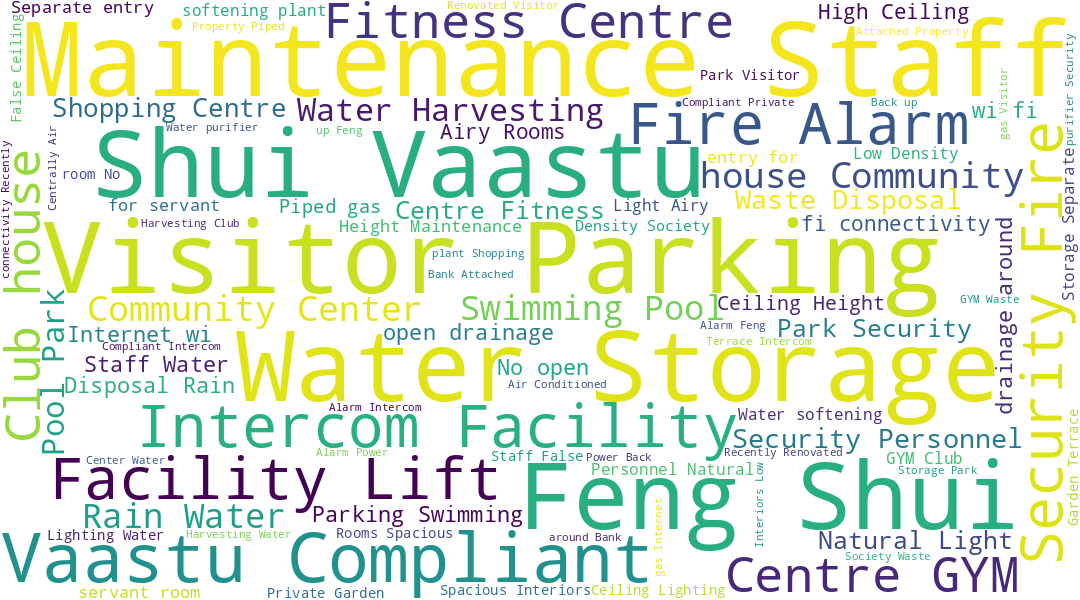 Separate entry
softening plant
Renovated Visitor
Fitness Centre
High Ceiling
Property Piped
Attached Property
False Ceiling
Maintenance Staff
purifier Security
Park Visitor
gas Visitor
Shopping Centre
Water Harvesting
Compliant Private
Back up
wi fi
Fire Alarm
Water purifier
up Feng
Airy Rooms
Centrally Air
Shui Vaastu
entry for
Low Density
connectivity Recently
room No
house Community
Storage Separate
for servant
Piped gas
Centre Fitness
Light Airy
Waste Disposal
Harvesting Club
Height Maintenance
Density Society
fi connectivity
Visitor Parking
plant Shopping
Bank Attached
Club house
Security Fire
drainage around
Pool Park
Community Center
Swimming Pool
Ceiling Height
GYM Waste
Internet wi
open drainage
Alarm Feng
Park Security
Compliant Intercom
Terrace Intercom
Water Storage
Staff Water
No open
Disposal Rain
Air Conditioned
Alarm Intercom
Intercom Facility
Water softening
Garden Terrace
Security Personnel
Alarm Power
Staff False
Power Back
Recently Renovated
Center Water
GYM Club
Facility Lift
Personnel Natural
Storage Park
Interiors Low
Feng Shui
gas Internet
Rain Water
Parking Swimming
Lighting Water
Harvesting Water
Rooms Spacious
around Bank
Natural Light
Vaastu Compliant
Society Waste
Centre GYM
servant room
Private Garden
Spacious Interiors
Ceiling Lighting